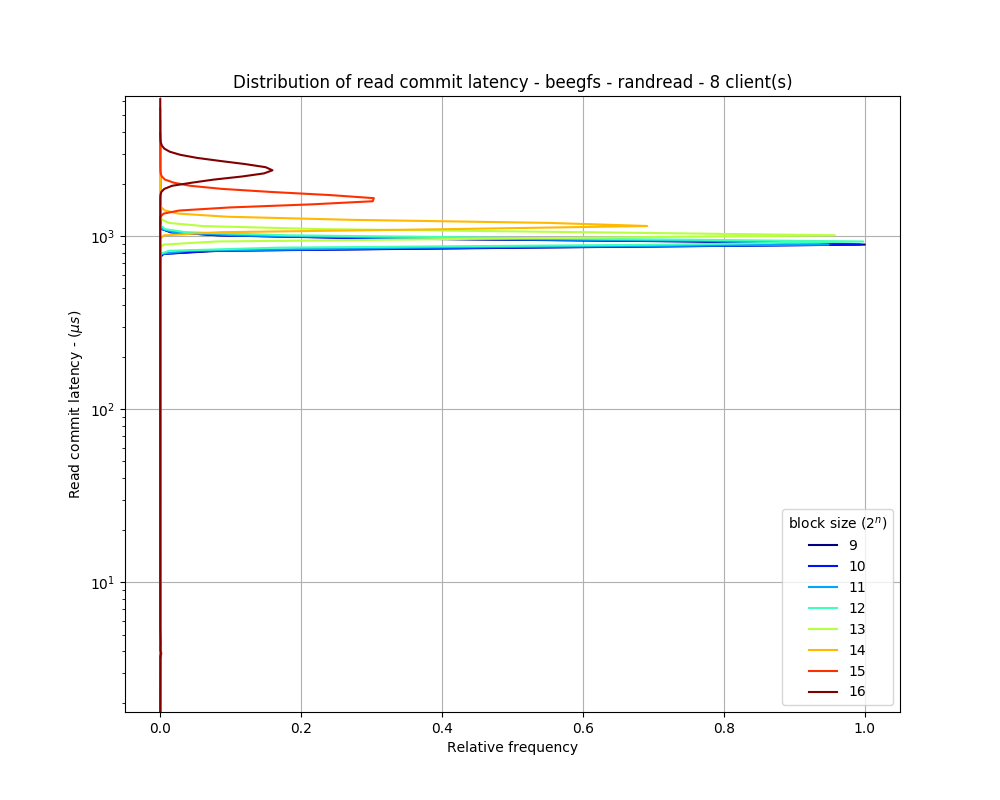 Distribution of read commit latency - beegfs - randread - 8 client(s)
Read commit latency - (μs)
10³
10²
10¹
0.0 0.2 0.4 0.6 0.8 1.0
Relative frequency
block size (2ⁿ)
9
10
11
12
13
14
15
16